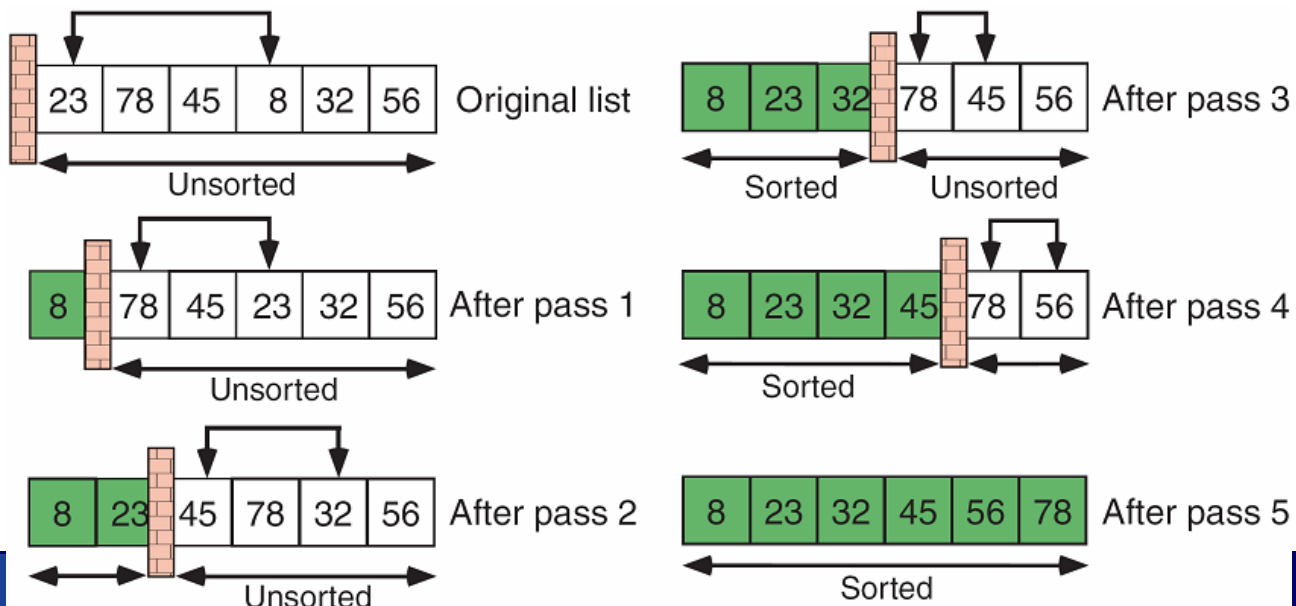 23 78 45 8 32 56 Original list
Unsorted
8 78 45 23 32 56 After pass 1
Unsorted
8 23 45 78 32 56 After pass 2
Unsorted
8 23 32 78 45 56 After pass 3
Sorted Unsorted
8 23 32 45 78 56 After pass 4
Sorted
8 23 32 45 56 78 After pass 5
Sorted